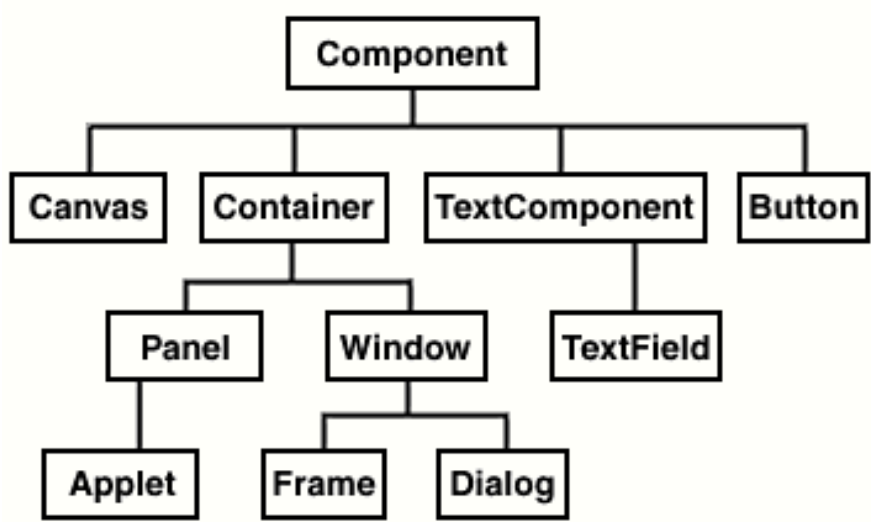 Component
Canvas Container TextComponent Button
Panel Window TextField
Applet Frame Dialog